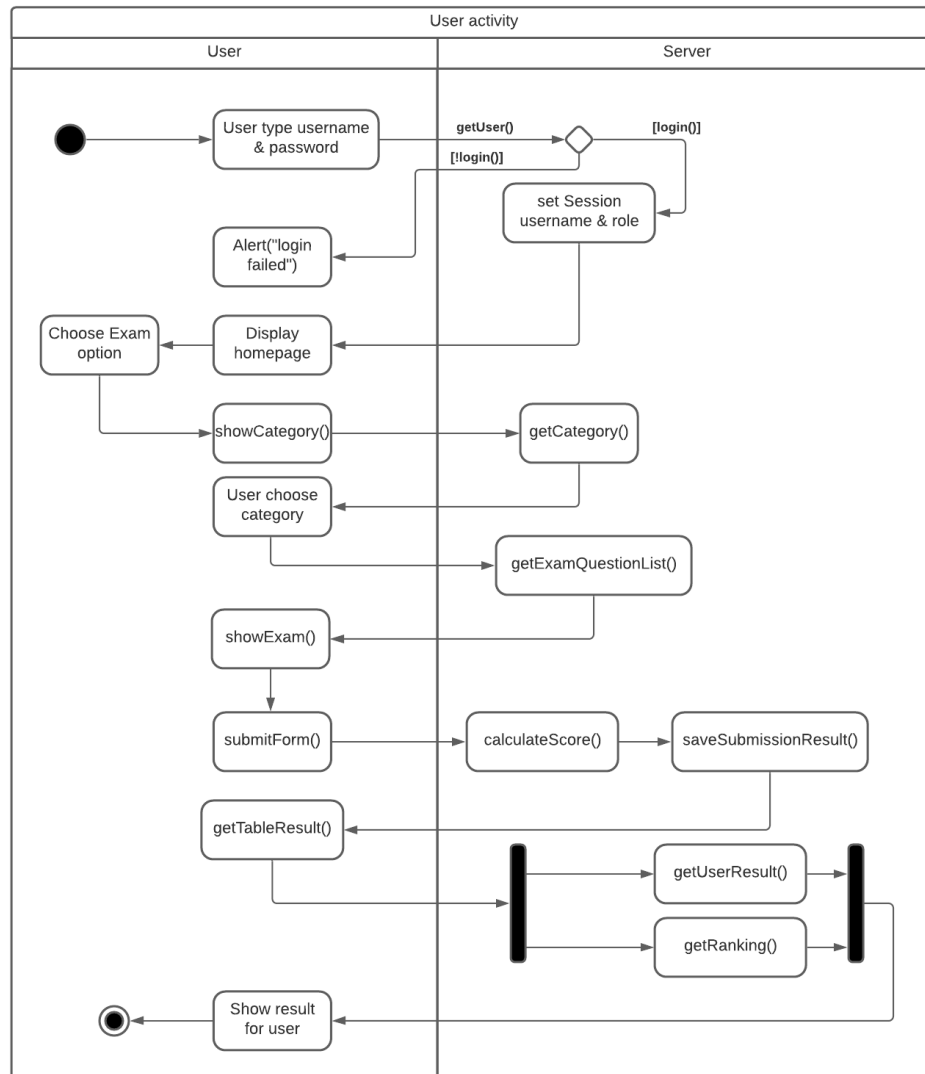 User activity
User
Server
User type username
& password
getUser()
[login()]
[!login()]
set Session
username & role
Alert("login
failed")
Choose Exam
option
Display
homepage
showCategory()
getCategory()
User choose
category
getExamQuestionList()
showExam()
submitForm()
calculateScore()
saveSubmissionResult()
getTableResult()
getUserResult()
getRanking()
Show result
for user